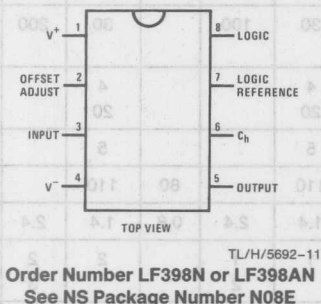 V+ 1 8 LOGIC
OFFSET ADJUST 2 7 LOGIC REFERENCE
INPUT 3 6 Ch
V− 4 5 OUTPUT
TOP VIEW
TL/H/5692–11
Order Number LF398N or LF398AN
See NS Package Number N08E